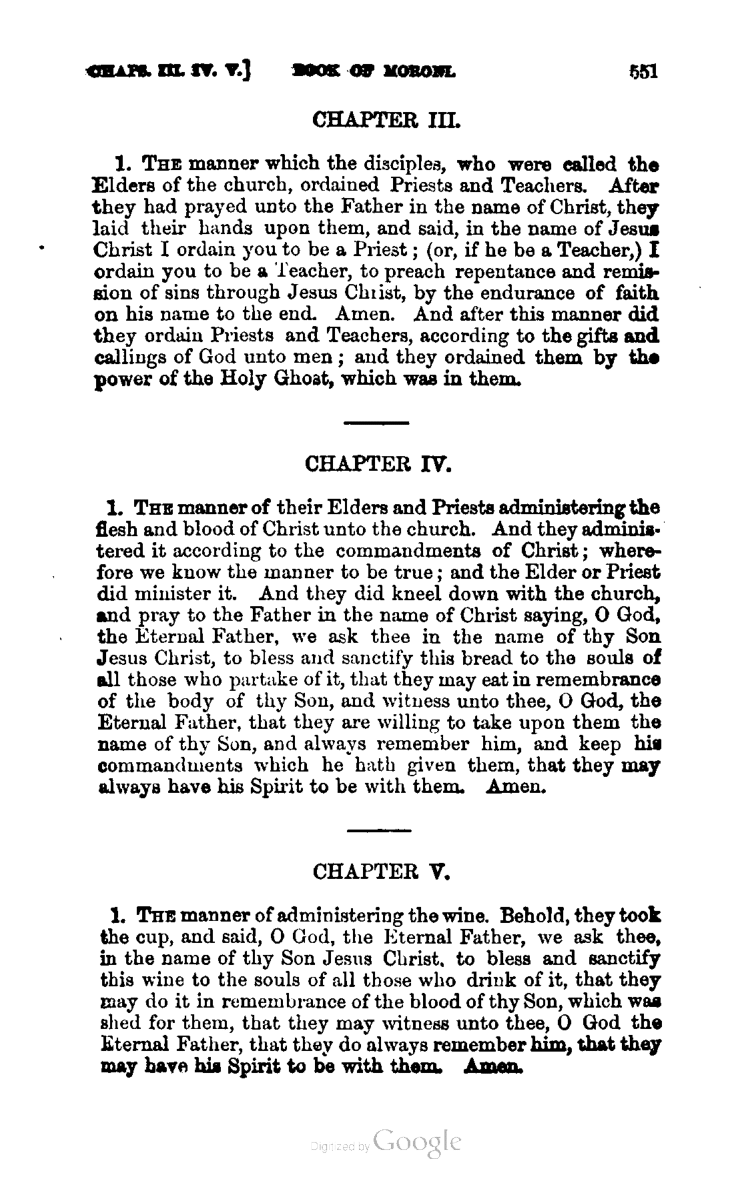 CHAPS. III. IV. V.] BOOK OF MORONI. 551
CHAPTER III.
1. THE manner which the disciples, who were called the
Elders of the church, ordained Priests and Teachers. After
they had prayed unto the Father in the name of Christ, they
laid their hands upon them, and said, in the name of Jesus
Christ I ordain you to be a Priest; (or, if he be a Teacher,) I
ordain you to be a Teacher, to preach repentance and remis-
sion of sins through Jesus Christ, by the endurance of faith
on his name to the end. Amen. And after this manner did
they ordain Priests and Teachers, according to the gifts and
callings of God unto men; and they ordained them by the
power of the Holy Ghost, which was in them.
CHAPTER IV.
1. THE manner of their Elders and Priests administering the
flesh and blood of Christ unto the church. And they adminis-
tered it according to the commandments of Christ; where-
fore we know the manner to be true; and the Elder or Priest
did minister it. And they did kneel down with the church,
and pray to the Father in the name of Christ saying, O God,
the Eternal Father, we ask thee in the name of thy Son
Jesus Christ, to bless and sanctify this bread to the souls of
all those who partake of it, that they may eat in remembrance
of the body of thy Son, and witness unto thee, O God, the
Eternal Father, that they are willing to take upon them the
name of thy Son, and always remember him, and keep his
commandments which he hath given them, that they may
always have his Spirit to be with them. Amen.
CHAPTER V.
1. THE manner of administering the wine. Behold, they took
the cup, and said, O God, the Eternal Father, we ask thee,
in the name of thy Son Jesus Christ, to bless and sanctify
this wine to the souls of all those who drink of it, that they
may do it in remembrance of the blood of thy Son, which was
shed for them, that they may witness unto thee, O God the
Eternal Father, that they do always remember him, that they
may have his Spirit to be with them. Amen.
Digitized by Google